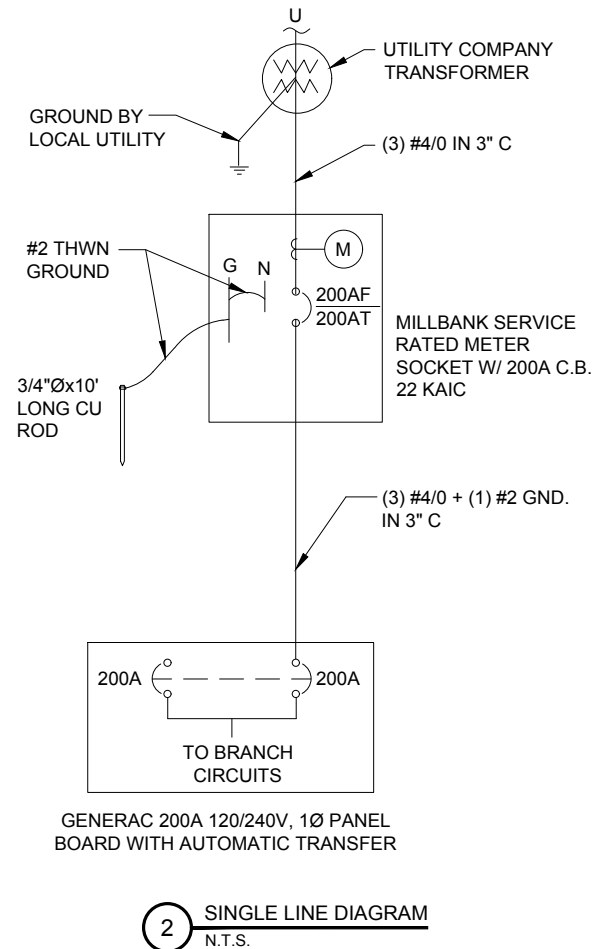 U
UTILITY COMPANY
TRANSFORMER
GROUND BY
LOCAL UTILITY
(3) #4/0 IN 3" C
#2 THWN
GROUND
G N
M
200AF
200AT
MILLBANK SERVICE
RATED METER
SOCKET W/ 200A C.B.
22 KAIC
3/4"Øx10'
LONG CU
ROD
(3) #4/0 + (1) #2 GND.
IN 3" C
200A 200A
TO BRANCH
CIRCUITS
GENERAC 200A 120/240V, 1Ø PANEL
BOARD WITH AUTOMATIC TRANSFER
2 SINGLE LINE DIAGRAM
N.T.S.